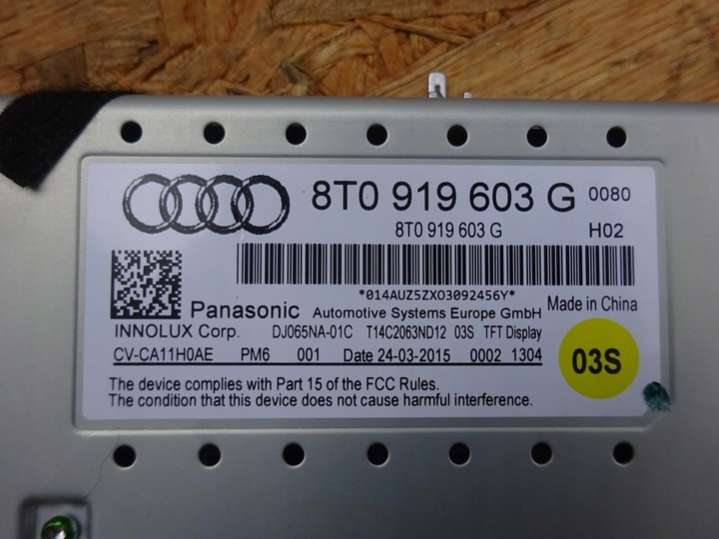 8T0 919 603 G 0080
8T0 919 603 G H02
*014AUZ5ZX03092456Y*
Panasonic Automotive Systems Europe GmbH Made in China
INNOLUX Corp. DJ065NA-01C T14C2063ND12 03S TFT Display
CV-CA11H0AE PM6 001 Date 24-03-2015 0002 1304
03S
The device complies with Part 15 of the FCC Rules.
The condition that this device does not cause harmful interference.